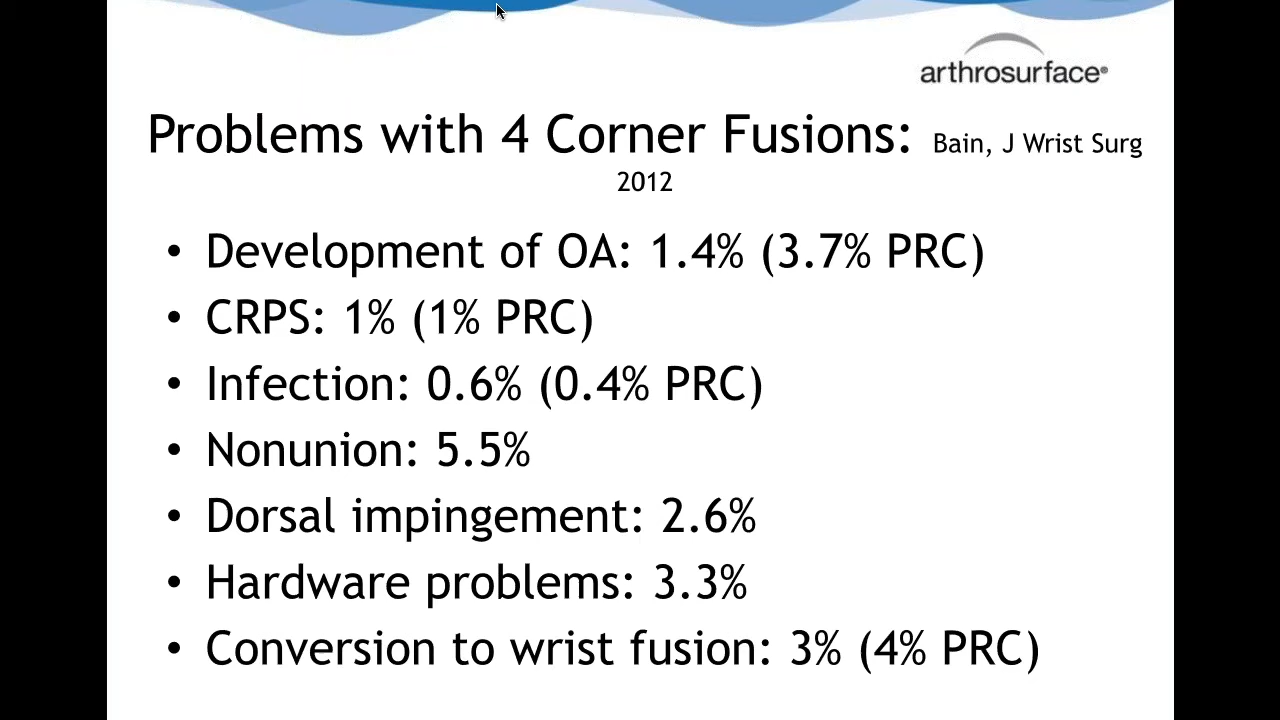 arthrosurface®
Problems with 4 Corner Fusions: Bain, J Wrist Surg
2012
• Development of OA: 1.4% (3.7% PRC)
• CRPS: 1% (1% PRC)
• Infection: 0.6% (0.4% PRC)
• Nonunion: 5.5%
• Dorsal impingement: 2.6%
• Hardware problems: 3.3%
• Conversion to wrist fusion: 3% (4% PRC)